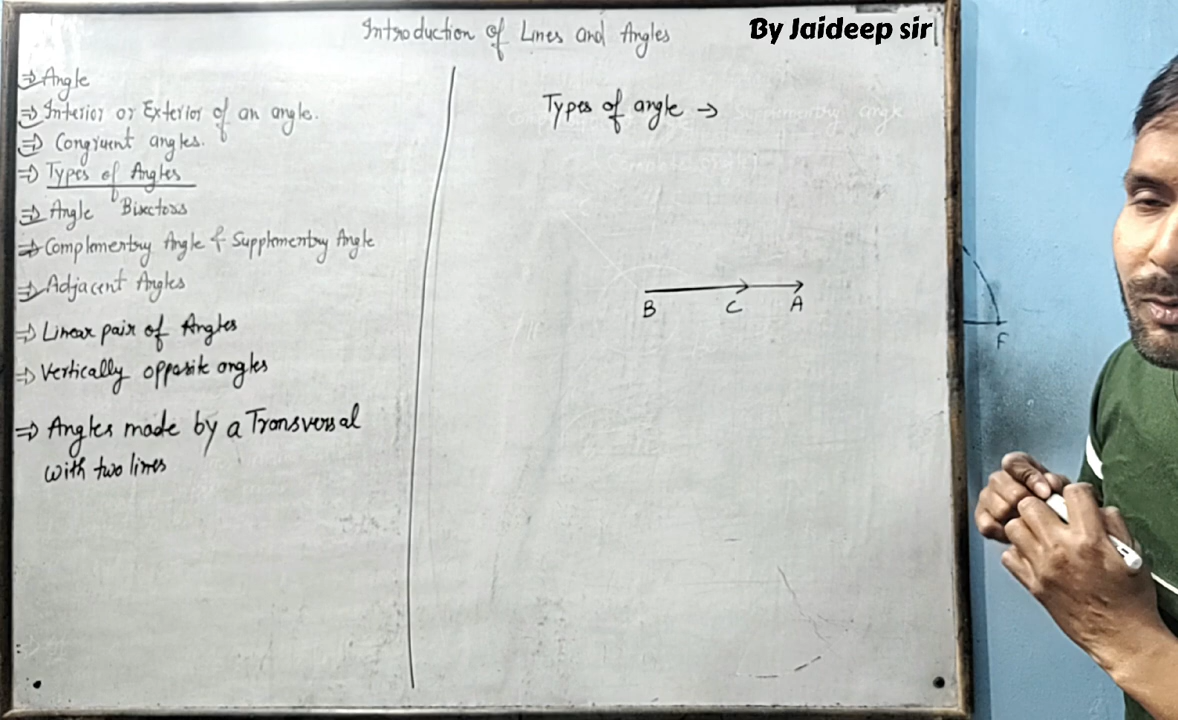 Introduction of Lines and Angles
By Jaideep sir
⇒ Angle
⇒ Interior or Exterior of an angle.
⇒ Congruent angles.
⇒ Types of Angles
⇒ Angle Bisectors
⇒ Complementry Angle & Supplementry Angle
⇒ Adjacent Angles
⇒ Linear pair of Angles
⇒ Vertically opposite angles
⇒ Angles made by a Transversal
with two lines
Types of angle →
B C A
F